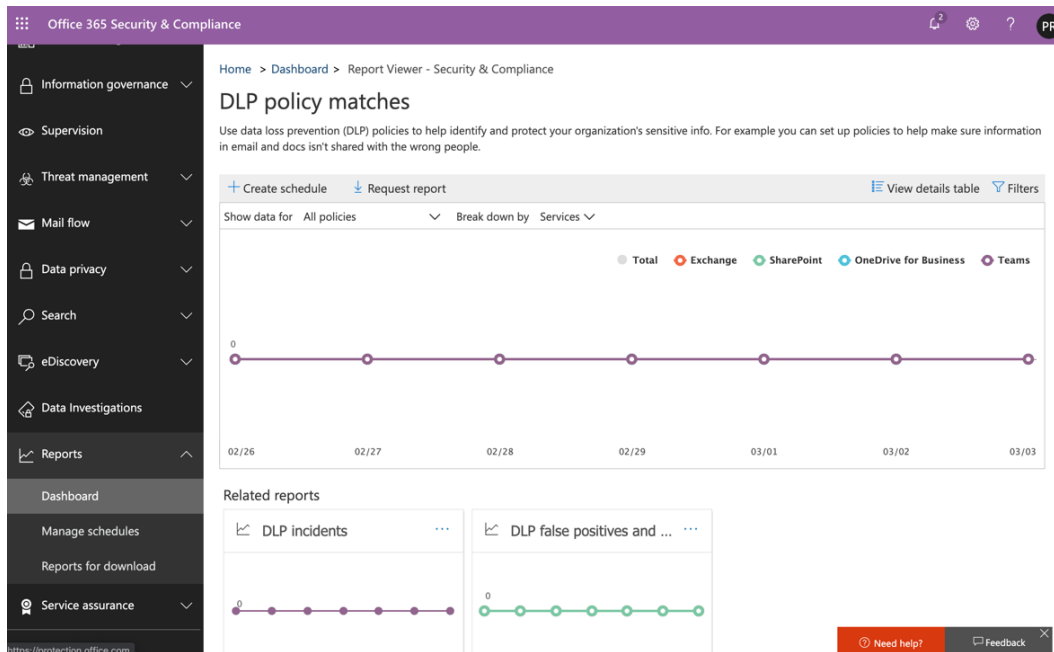 Office 365 Security & Compliance
2
PR
Information governance
Supervision
Threat management
Mail flow
Data privacy
Search
eDiscovery
Data Investigations
Reports
Dashboard
Manage schedules
Reports for download
Service assurance
https://protection.office.com
Home > Dashboard > Report Viewer - Security & Compliance
DLP policy matches
Use data loss prevention (DLP) policies to help identify and protect your organization's sensitive info. For example you can set up policies to help make sure information
in email and docs isn't shared with the wrong people.
Create schedule Request report View details table Filters
Show data for All policies Break down by Services
Total Exchange SharePoint OneDrive for Business Teams
0
02/26 02/27 02/28 02/29 03/01 03/02 03/03
Related reports
DLP incidents ... DLP false positives and ... ...
0 0
Need help? Feedback